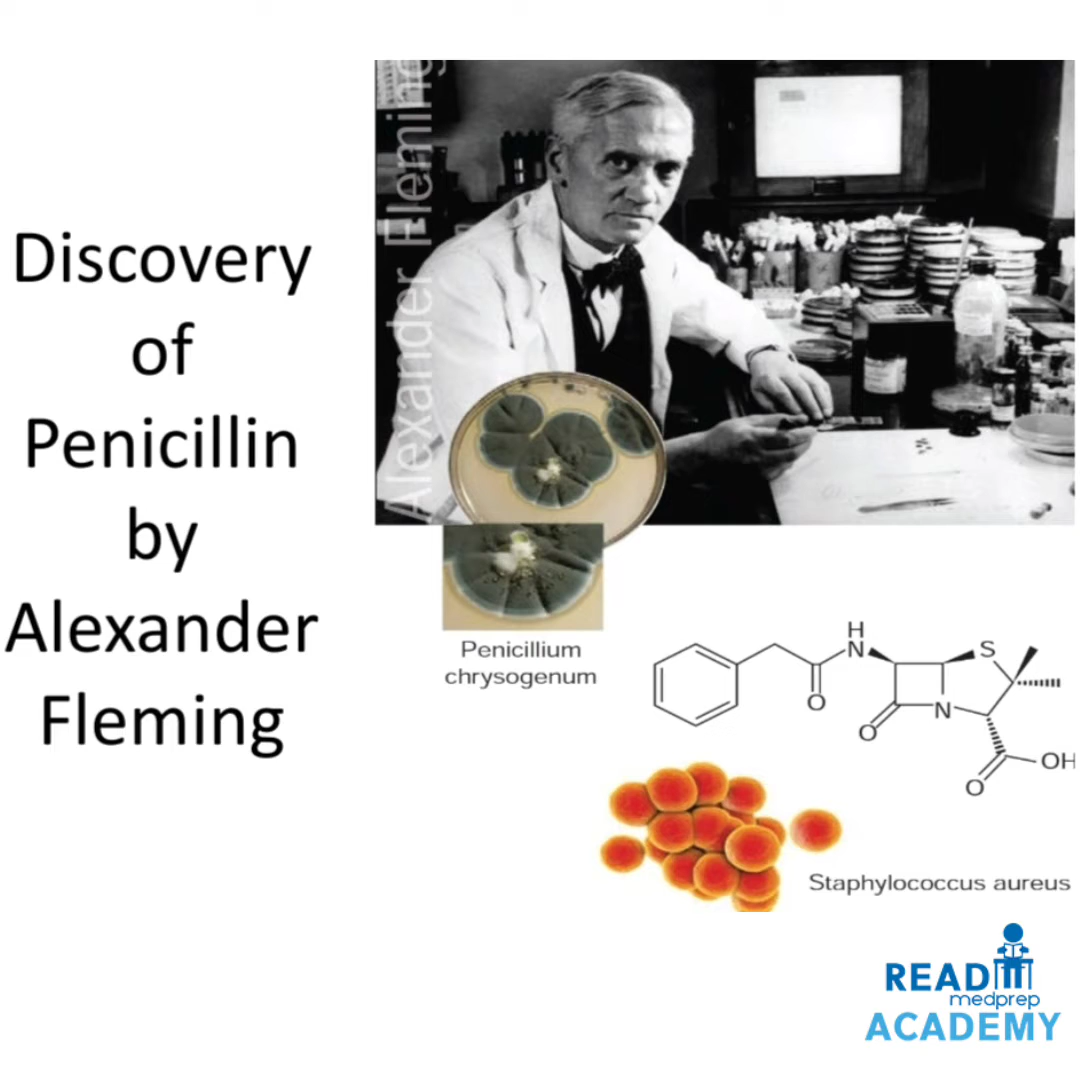 Discovery
of
Penicillin
by
Alexander
Fleming
Alexander Fleming
Penicillium
chrysogenum
H
N
S
O
N
O
OH
O
Staphylococcus aureus
READ
medprep
ACADEMY